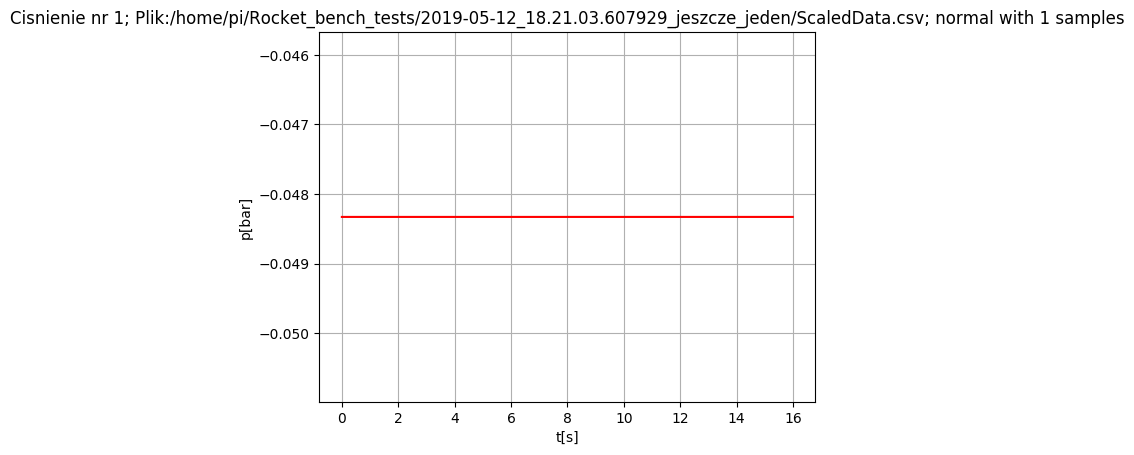 Cisnienie nr 1; Plik:/home/pi/Rocket_bench_tests/2019-05-12_18.21.03.607929_jeszcze_jeden/ScaledData.csv; normal with 1 samples
−0.046
−0.047
−0.048
−0.049
−0.050
p[bar]
0 2 4 6 8 10 12 14 16
t[s]